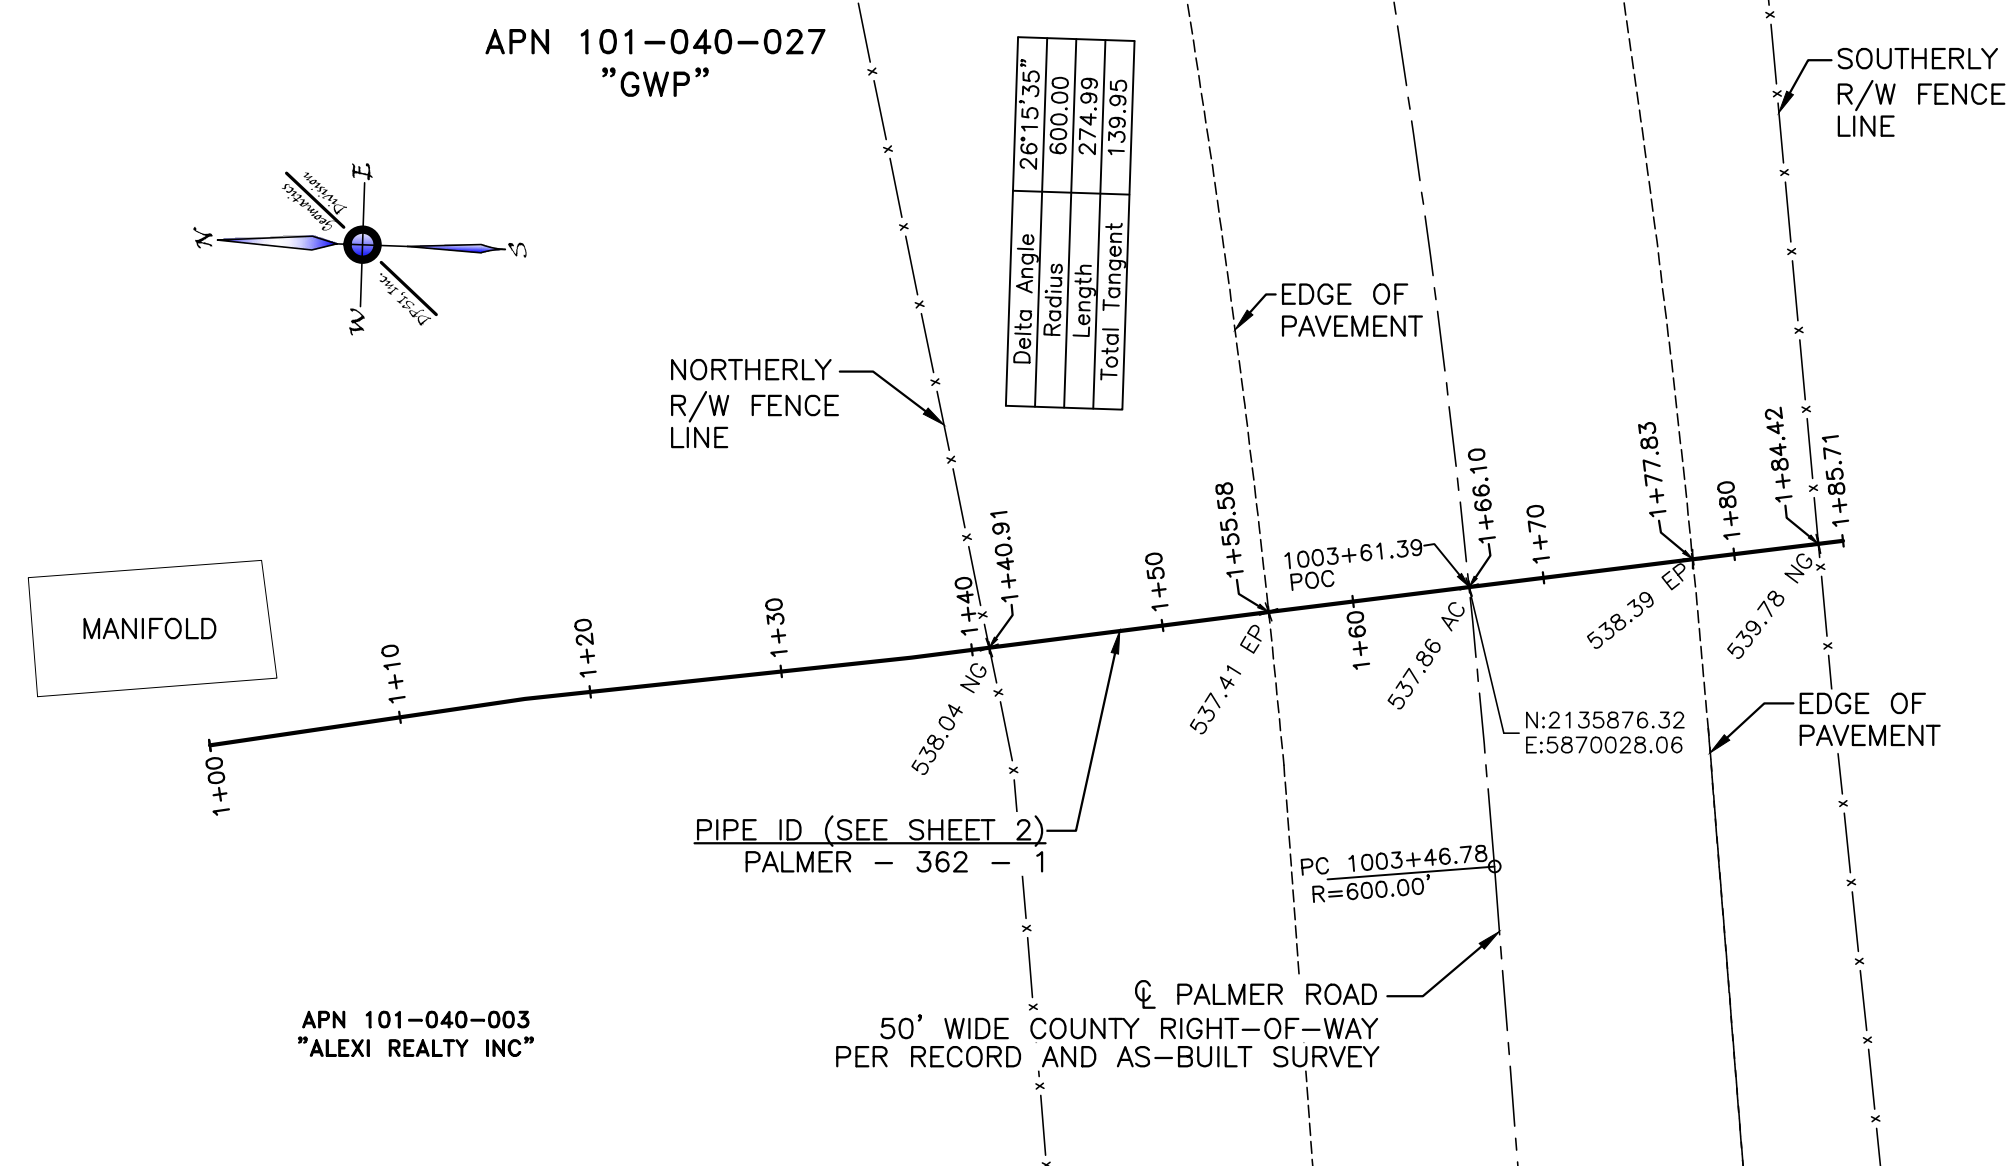 APN 101-040-027
"GWP"
SOUTHERLY
R/W FENCE
LINE
N
E
S
W
Geomatics
Division
DPSI, Inc.
Delta Angle 26°15'35"
Radius 600.00
Length 274.99
Total Tangent 139.95
EDGE OF
PAVEMENT
NORTHERLY
R/W FENCE
LINE
MANIFOLD
1+00
1+10
1+20
1+30
1+40
1+40.91
1+50
1+55.58
1003+61.39
POC
1+60
1+66.10
1+70
1+77.83
1+80
1+84.42
1+85.71
538.04 NG
537.41 EP
537.86 AC
538.39 EP
539.78 NG
N:2135876.32
E:5870028.06
EDGE OF
PAVEMENT
PIPE ID (SEE SHEET 2)
PALMER - 362 - 1
PC 1003+46.78
R=600.00'
℄ PALMER ROAD
50' WIDE COUNTY RIGHT-OF-WAY
PER RECORD AND AS-BUILT SURVEY
APN 101-040-003
"ALEXI REALTY INC"